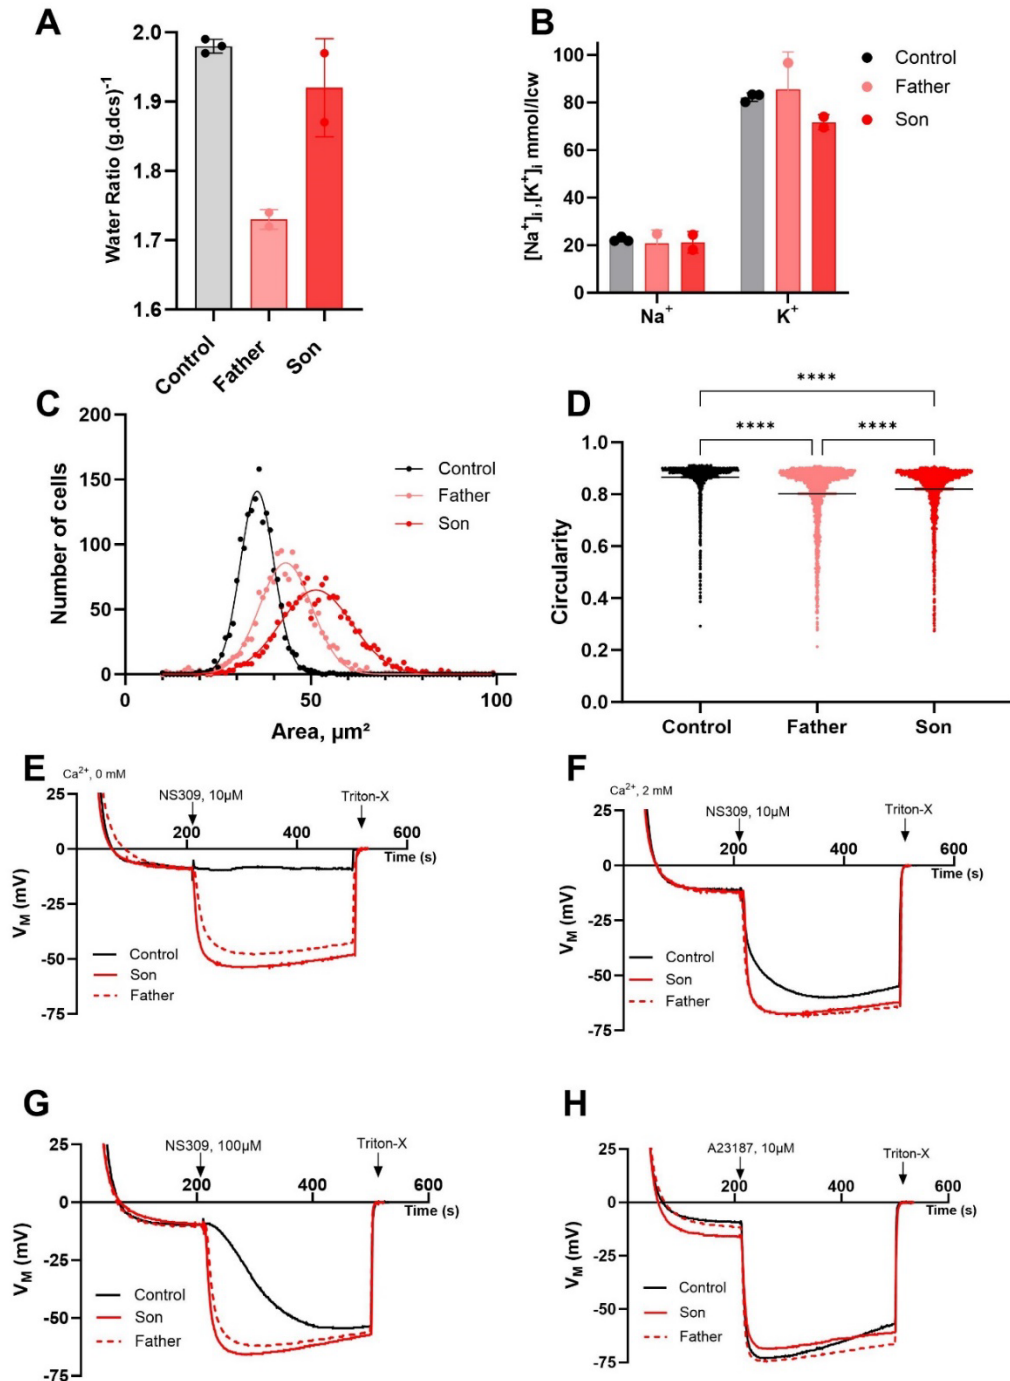 A
Water Ratio (g.dcs)⁻¹
2.0
1.9
1.8
1.7
1.6
Control
Father
Son
B
[Na⁺]ᵢ,[K⁺]ᵢ mmol/lcw
100
80
60
40
20
0
Na⁺
K⁺
Control
Father
Son
C
Number of cells
200
150
100
50
0
0
50
100
Area, µm²
Control
Father
Son
D
****
****
****
Circularity
1.0
0.8
0.6
0.4
0.2
0.0
Control
Father
Son
E
Ca²⁺, 0 mM
NS309, 10µM
Triton-X
25
0
-25
-50
-75
200
400
600
Time (s)
V_M (mV)
Control
Son
Father
F
Ca²⁺, 2 mM
NS309, 10µM
Triton-X
25
0
-25
-50
-75
200
400
600
Time (s)
V_M (mV)
Control
Son
Father
G
NS309, 100µM
Triton-X
25
0
-25
-50
-75
200
400
600
Time (s)
V_M (mV)
Control
Son
Father
H
A23187, 10µM
Triton-X
25
0
-25
-50
-75
200
400
600
Time (s)
V_M (mV)
Control
Son
Father